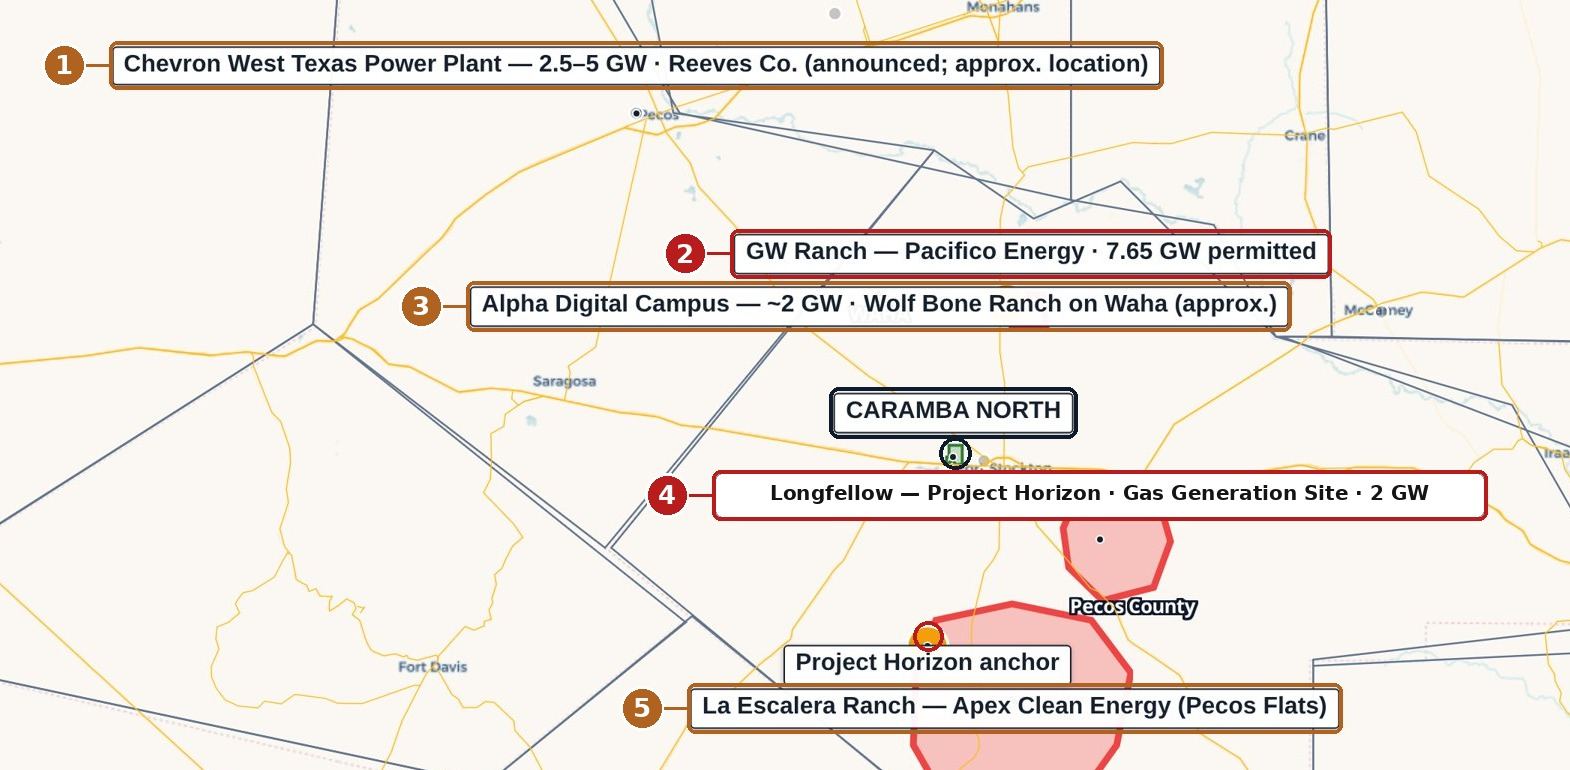 Monahans
1 Chevron West Texas Power Plant — 2.5–5 GW · Reeves Co. (announced; approx. location)
Pecos
Crane
2 GW Ranch — Pacifico Energy · 7.65 GW permitted
3 Alpha Digital Campus — ~2 GW · Wolf Bone Ranch on Waha (approx.)
McCamey
Saragosa
CARAMBA NORTH
Stockton
4 Longfellow — Project Horizon · Gas Generation Site · 2 GW
Pecos County
Fort Davis
Project Horizon anchor
5 La Escalera Ranch — Apex Clean Energy (Pecos Flats)